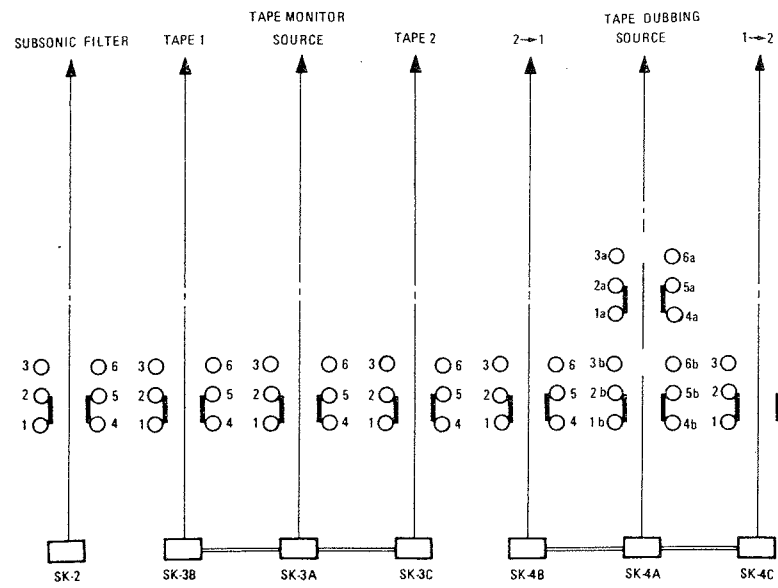 TAPE MONITOR
TAPE DUBBING
SUBSONIC FILTER TAPE 1 SOURCE TAPE 2 2→1 SOURCE 1→2
3a 6a
2a 5a
1a 4a
3 6 3 6 3 6 3 6 3 6 3b 6b 3
2 5 2 5 2 5 2 5 2 5 2b 5b 2
1 4 1 4 1 4 1 4 1 4 1b 4b 1
SK-2 SK-3B SK-3A SK-3C SK-4B SK-4A SK-4C